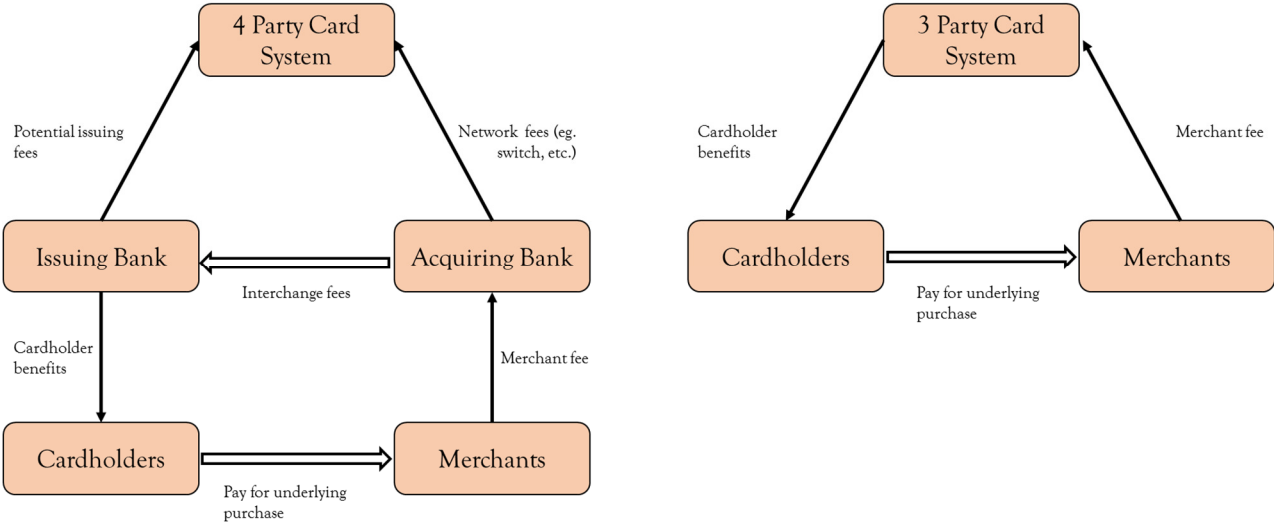 4 Party Card
System
Potential issuing
fees
Network fees (eg.
switch, etc.)
Issuing Bank
Acquiring Bank
Interchange fees
Cardholder
benefits
Merchant fee
Cardholders
Merchants
Pay for underlying
purchase
3 Party Card
System
Cardholder
benefits
Merchant fee
Cardholders
Merchants
Pay for underlying
purchase